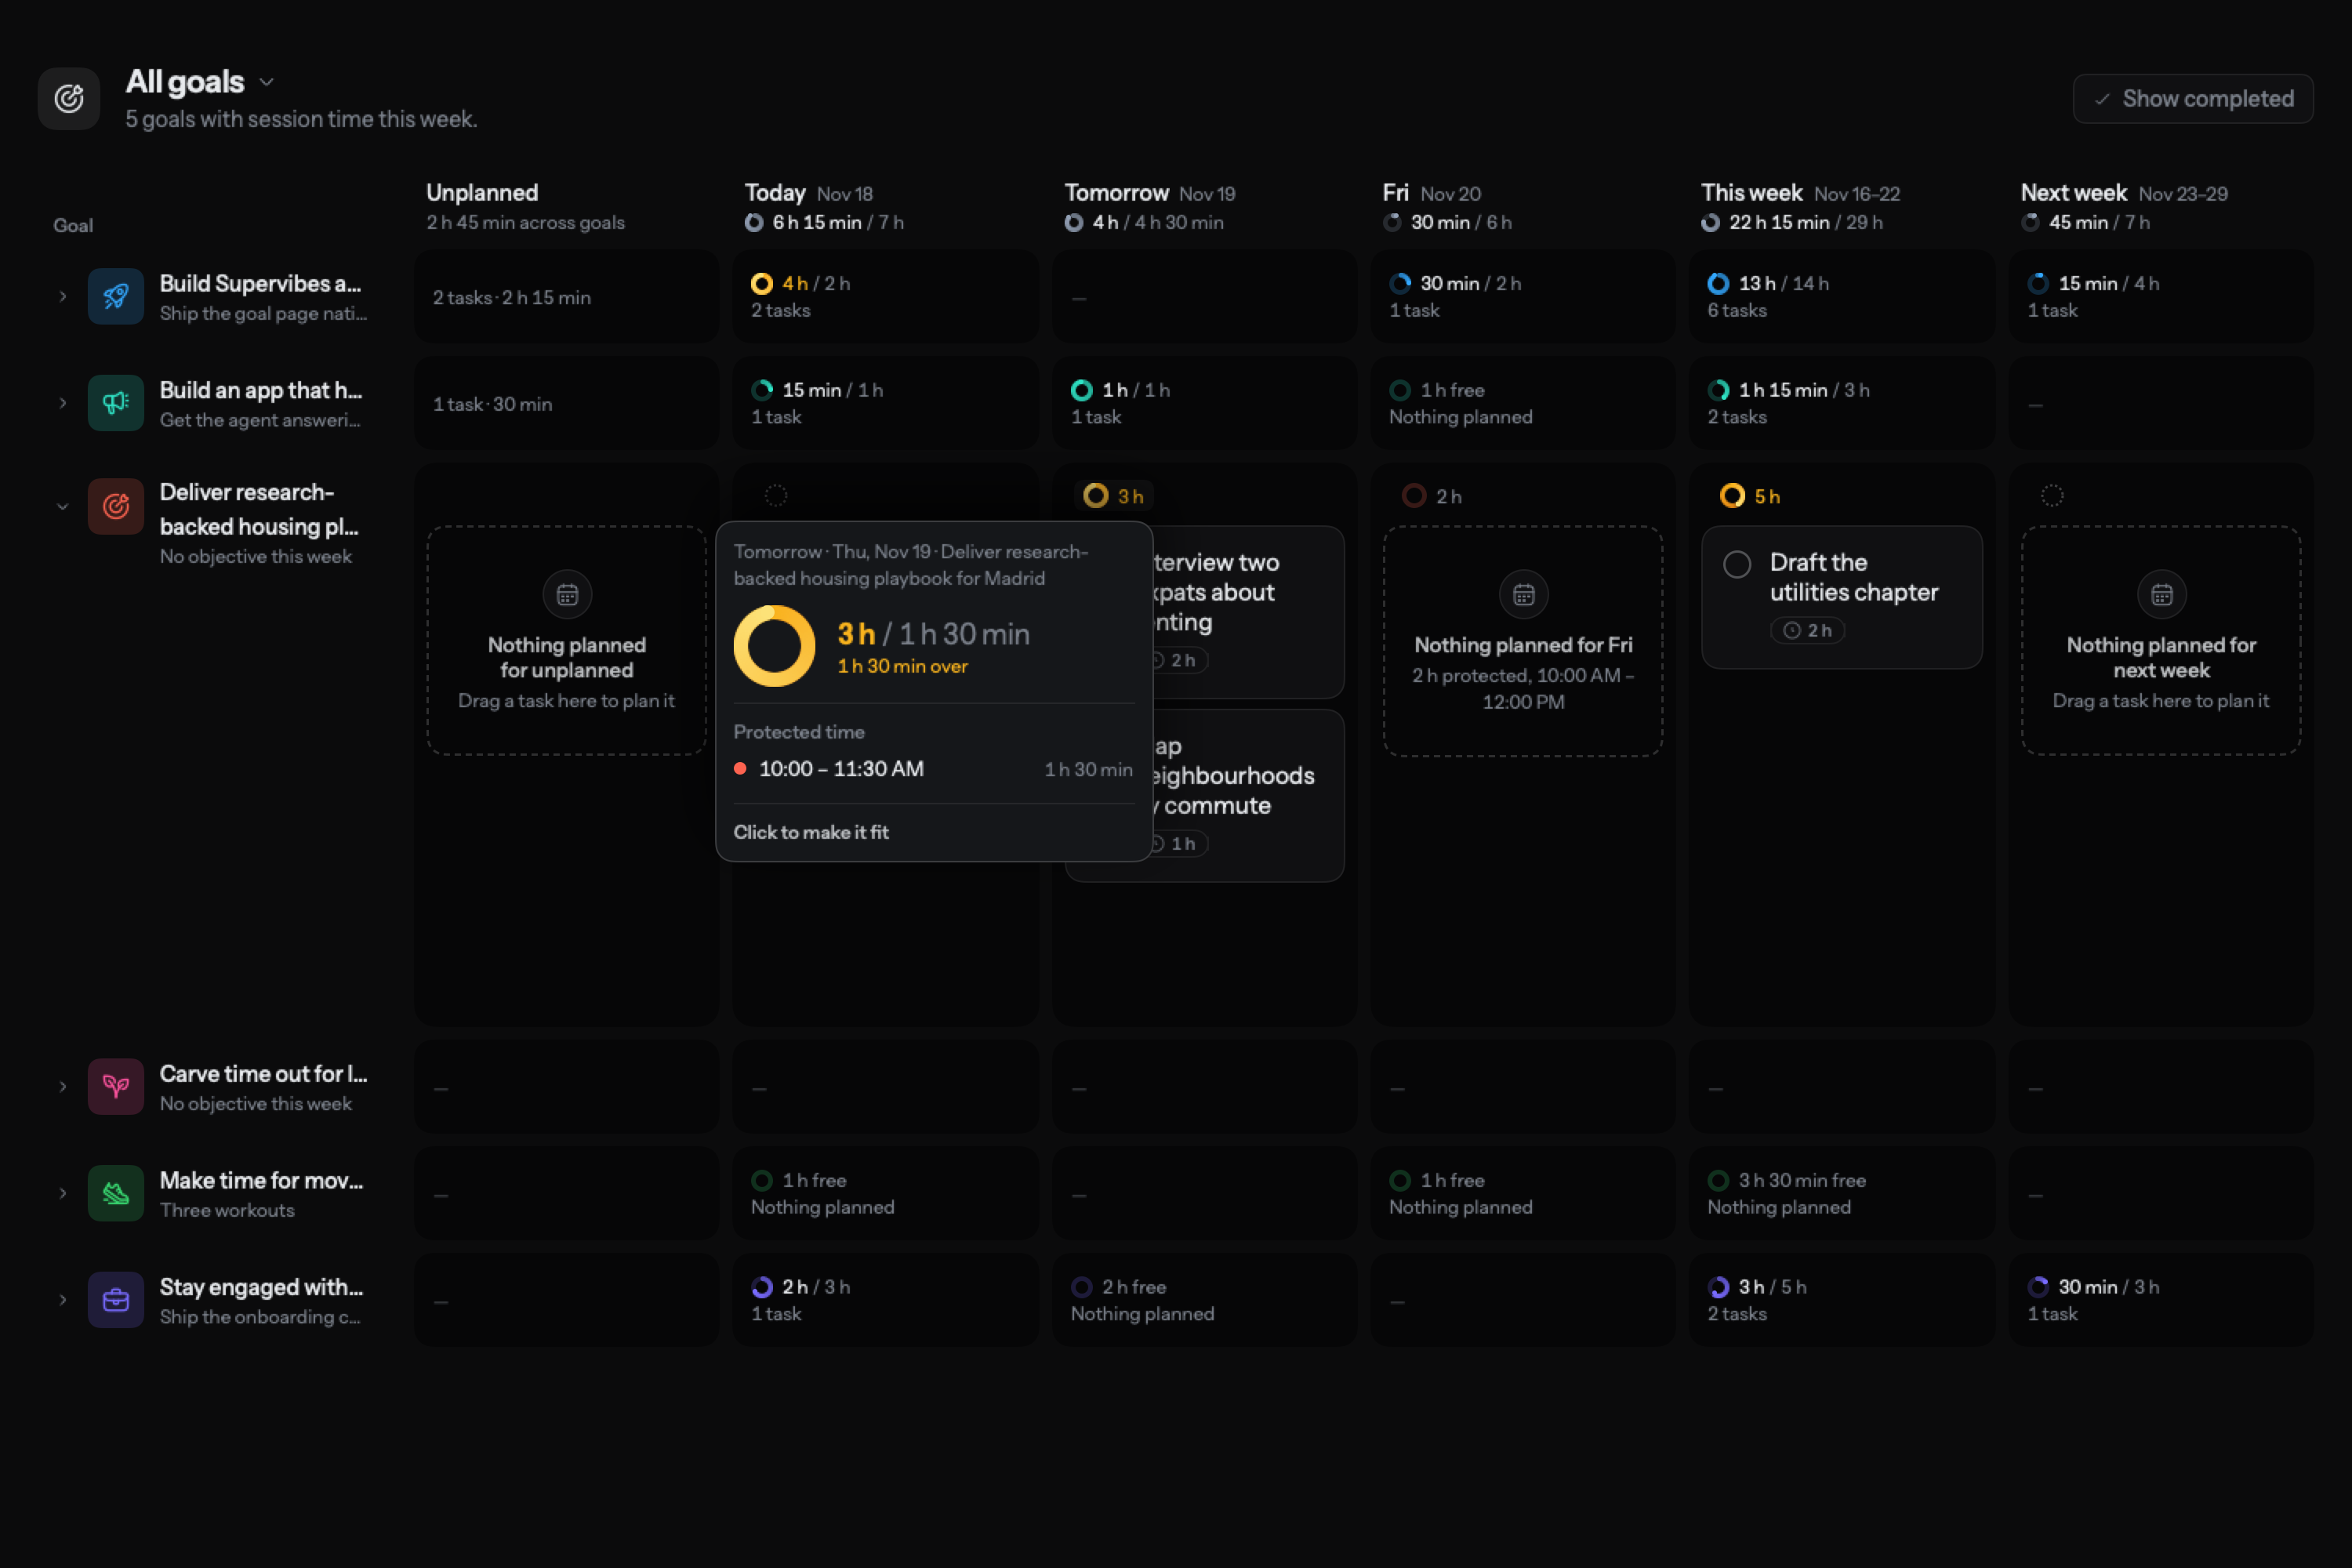 All goals
5 goals with session time this week.
Show completed
Goal
Unplanned
2 h 45 min across goals
Today Nov 18
6 h 15 min / 7 h
Tomorrow Nov 19
4 h / 4 h 30 min
Fri Nov 20
30 min / 6 h
This week Nov 16–22
22 h 15 min / 29 h
Next week Nov 23–29
45 min / 7 h
Build Supervibes a...
Ship the goal page nati...
2 tasks · 2 h 15 min
4 h / 2 h
2 tasks
–
30 min / 2 h
1 task
13 h / 14 h
6 tasks
15 min / 4 h
1 task
Build an app that h...
Get the agent answeri...
1 task · 30 min
15 min / 1 h
1 task
1 h / 1 h
1 task
1 h free
Nothing planned
1 h 15 min / 3 h
2 tasks
–
Deliver research-
backed housing pl...
No objective this week
Nothing planned
for unplanned
Drag a task here to plan it
Tomorrow · Thu, Nov 19 · Deliver research-
backed housing playbook for Madrid
3 h / 1 h 30 min
1 h 30 min over
Protected time
10:00 – 11:30 AM 1 h 30 min
Click to make it fit
3 h
terview two
pats about
nting
2 h
ap
eighbourhoods
commute
1 h
2 h
Nothing planned for Fri
2 h protected, 10:00 AM –
12:00 PM
5 h
Draft the
utilities chapter
2 h
Nothing planned for
next week
Drag a task here to plan it
Carve time out for l...
No objective this week
–
–
–
–
–
–
Make time for mov...
Three workouts
–
1 h free
Nothing planned
–
1 h free
Nothing planned
3 h 30 min free
Nothing planned
–
Stay engaged with...
Ship the onboarding c...
–
2 h / 3 h
1 task
2 h free
Nothing planned
–
3 h / 5 h
2 tasks
30 min / 3 h
1 task